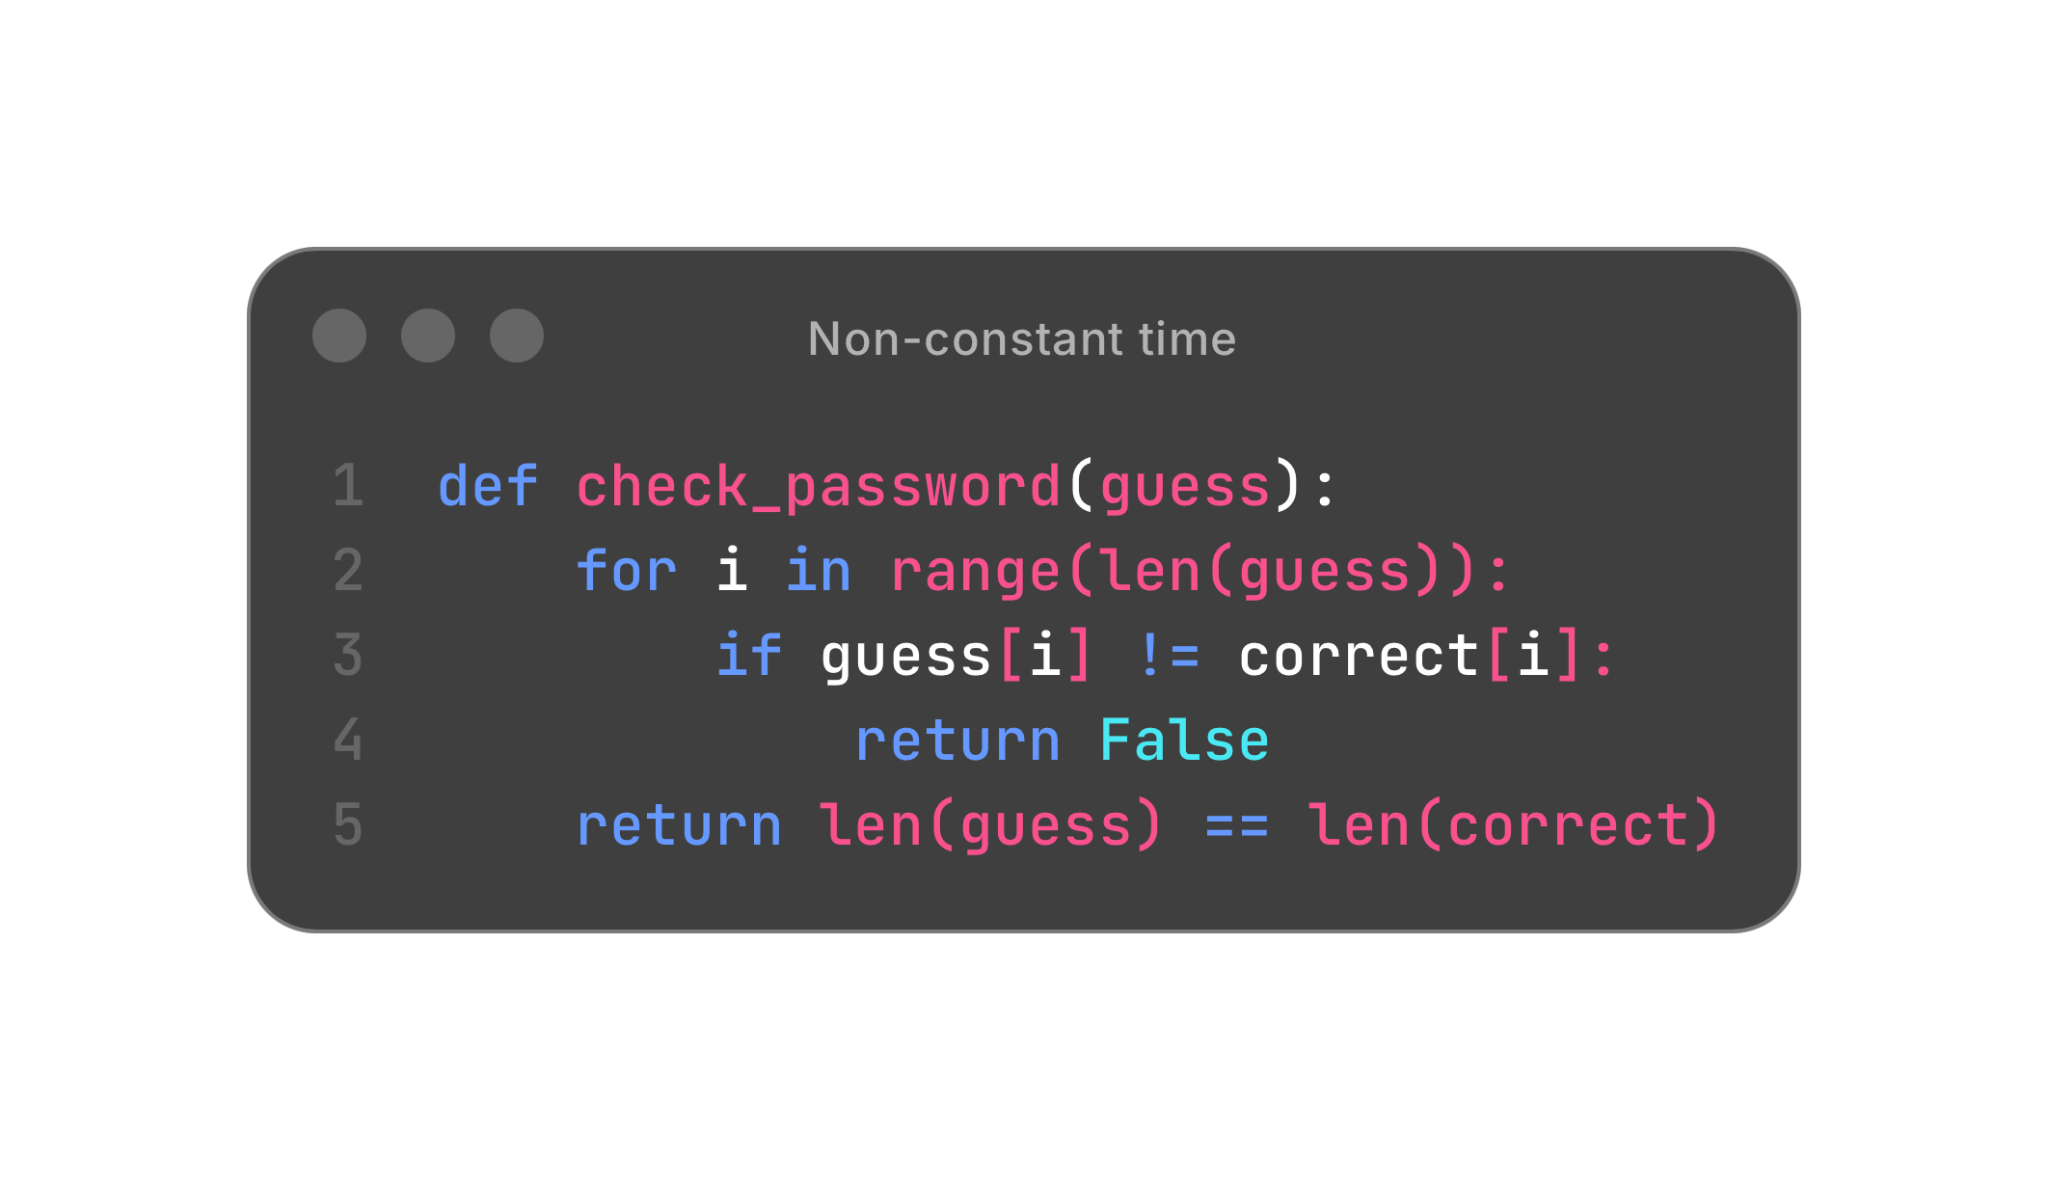 Non-constant time
1 def check_password(guess):
2     for i in range(len(guess)):
3         if guess[i] != correct[i]:
4             return False
5     return len(guess) == len(correct)